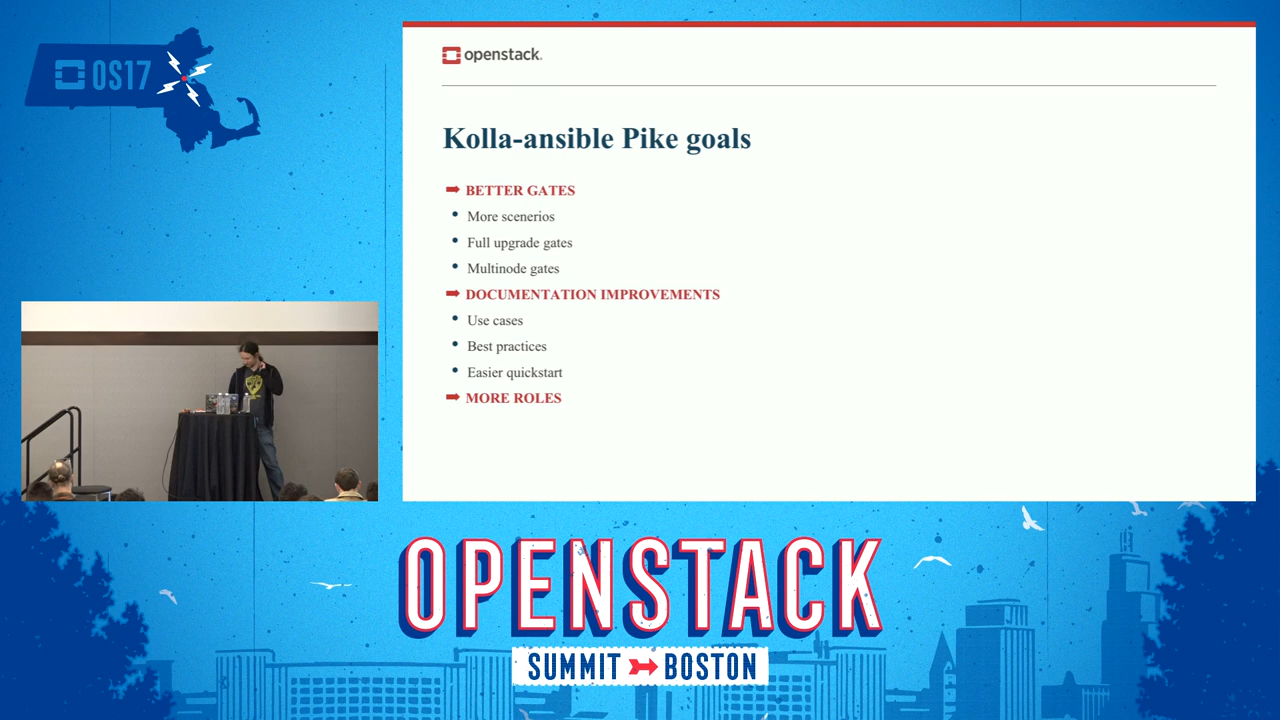 OS17
openstack.
Kolla-ansible Pike goals
BETTER GATES
More scenerios
Full upgrade gates
Multinode gates
DOCUMENTATION IMPROVEMENTS
Use cases
Best practices
Easier quickstart
MORE ROLES
OPENSTACK
SUMMIT BOSTON